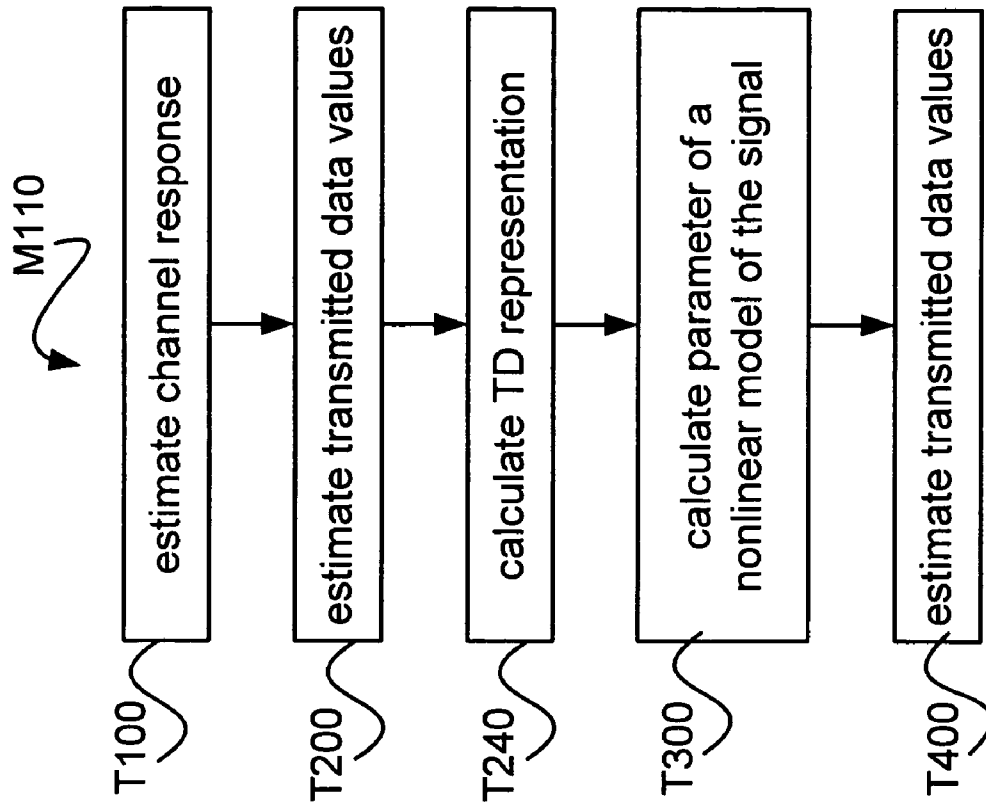 M110
T100
estimate channel response
T200
estimate transmitted data values
T240
calculate TD representation
T300
calculate parameter of a
nonlinear model of the signal
T400
estimate transmitted data values